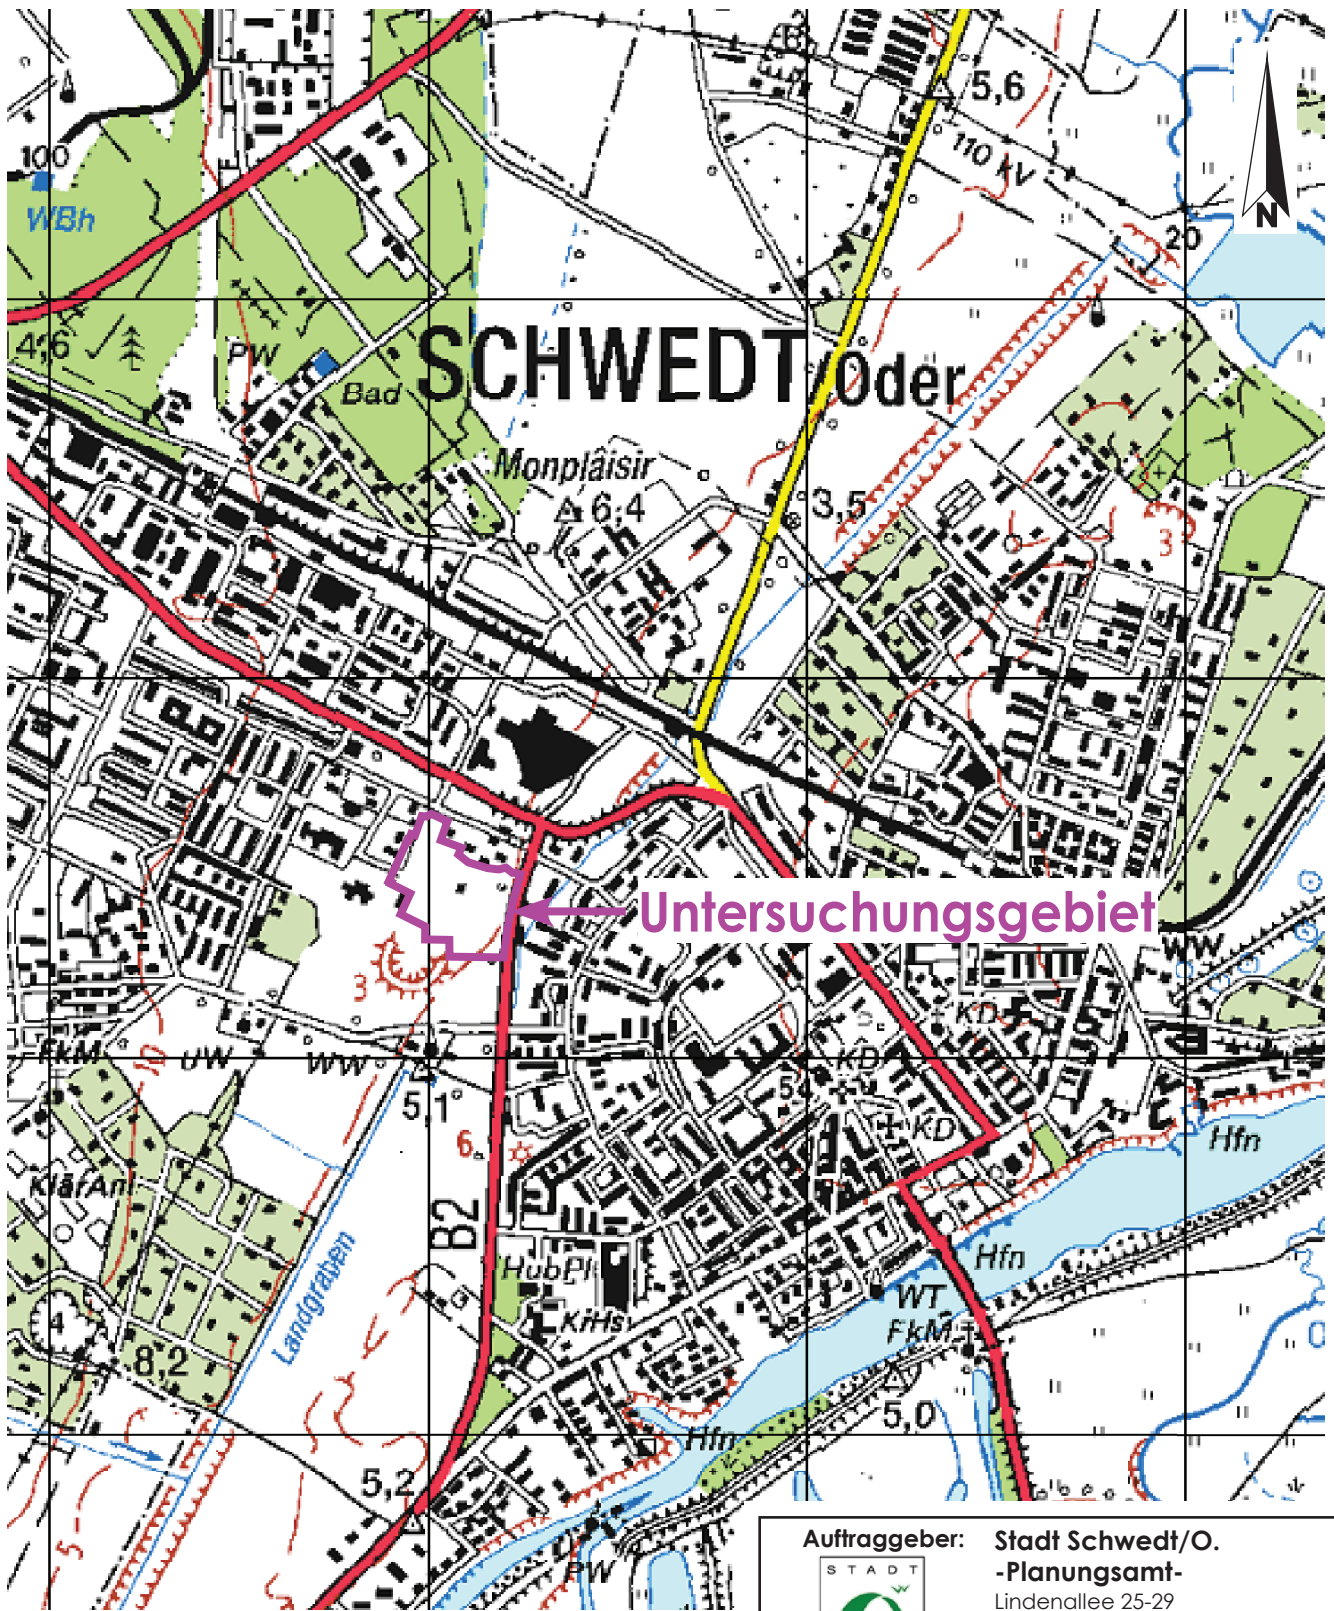 5,6
110 kV
100
WBh
N
20
4,6
PW
Bad
SCHWEDT/Oder
Monplaisir
6,4
3,5
3
Untersuchungsgebiet
WW
3
KD
FkM
UW
WW
10
KD
5,1°
5
KD
6
Hfn
KlärAnl
B2
Landgraben
HubPl
Hfn
WT
4
KrHs
FkM
8,2
5,0
Hfn
5,2
5
PW
Auftraggeber: Stadt Schwedt/O.
STADT
-Planungsamt-
Lindenallee 25-29